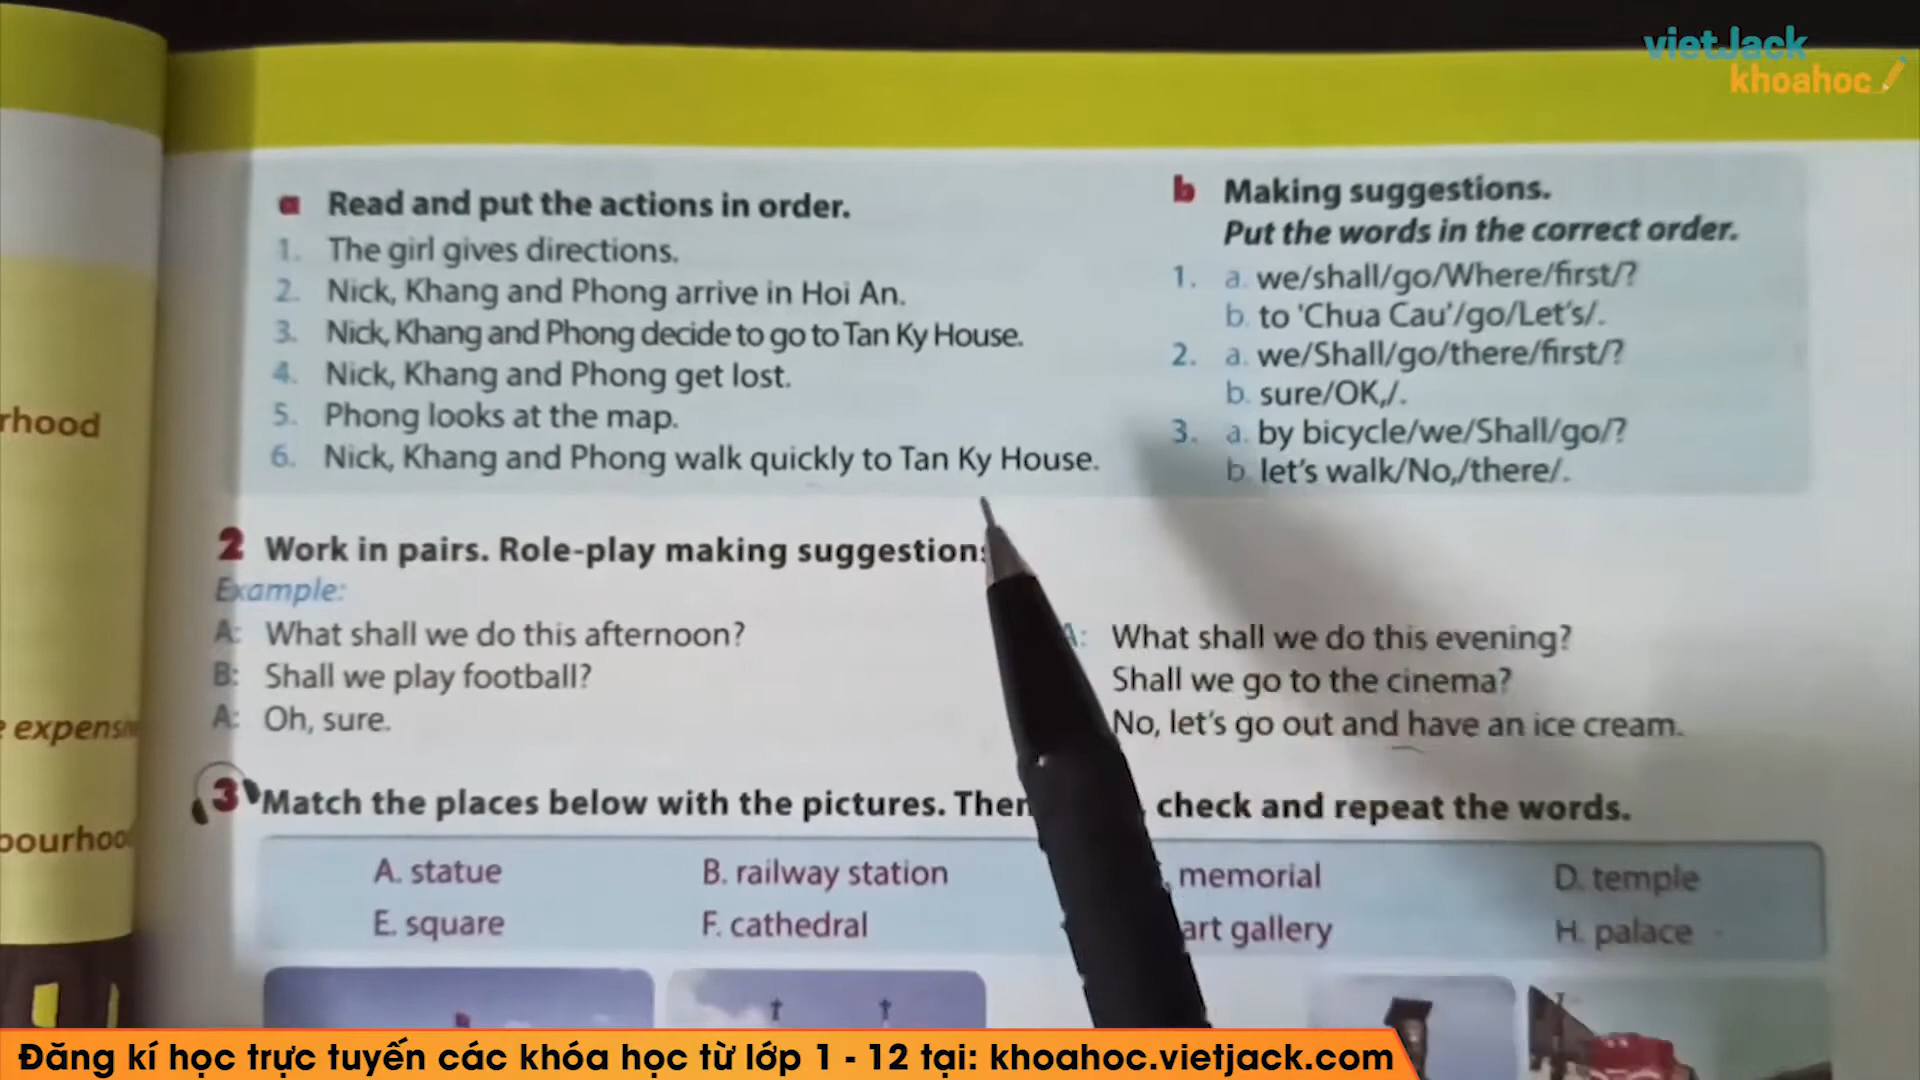 vietJack
khoahoc
a Read and put the actions in order.
1. The girl gives directions.
2. Nick, Khang and Phong arrive in Hoi An.
3. Nick, Khang and Phong decide to go to Tan Ky House.
4. Nick, Khang and Phong get lost.
5. Phong looks at the map.
6. Nick, Khang and Phong walk quickly to Tan Ky House.
b Making suggestions.
Put the words in the correct order.
1. a. we/shall/go/Where/first/?
b. to 'Chua Cau'/go/Let's/.
2. a. we/Shall/go/there/first/?
b. sure/OK,/.
3. a. by bicycle/we/Shall/go/?
b. let's walk/No,/there/.
2 Work in pairs. Role-play making
Example:
A: What shall we do this afternoon?
B: Shall we play football?
A: Oh, sure.
A: What shall we do this evening?
Shall we go to the cinema?
No, let's go out and have an ice cream.
3 Match the places below with the pictures. check and repeat the words.
A. statue B. railway station memorial D. temple
E. square F. cathedral art gallery H. palace
Đăng kí học trực tuyến các khóa học từ lớp 1 - 12 tại: khoahoc.vietjack.com